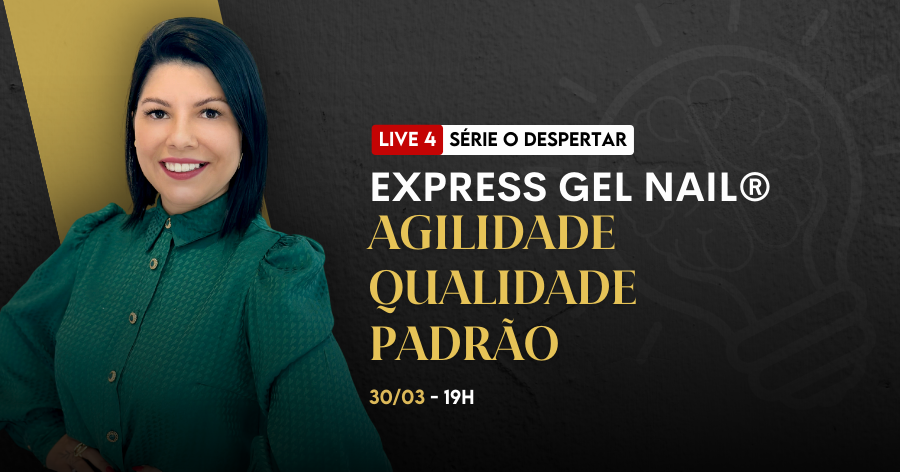 LIVE 4 SÉRIE O DESPERTAR
EXPRESS GEL NAIL®
AGILIDADE
QUALIDADE
PADRÃO
30/03 - 19H